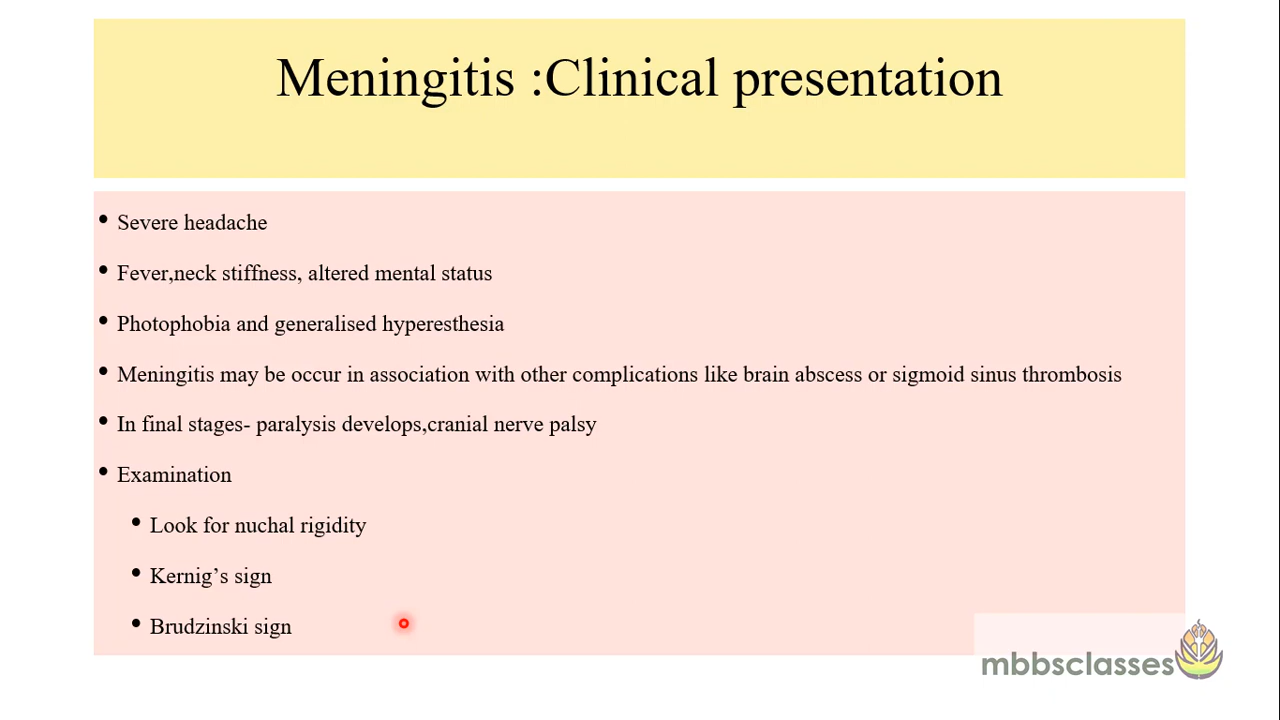 Meningitis :Clinical presentation
• Severe headache
• Fever,neck stiffness, altered mental status
• Photophobia and generalised hyperesthesia
• Meningitis may be occur in association with other complications like brain abscess or sigmoid sinus thrombosis
• In final stages- paralysis develops,cranial nerve palsy
• Examination
• Look for nuchal rigidity
• Kernig’s sign
• Brudzinski sign
mbbsclasses